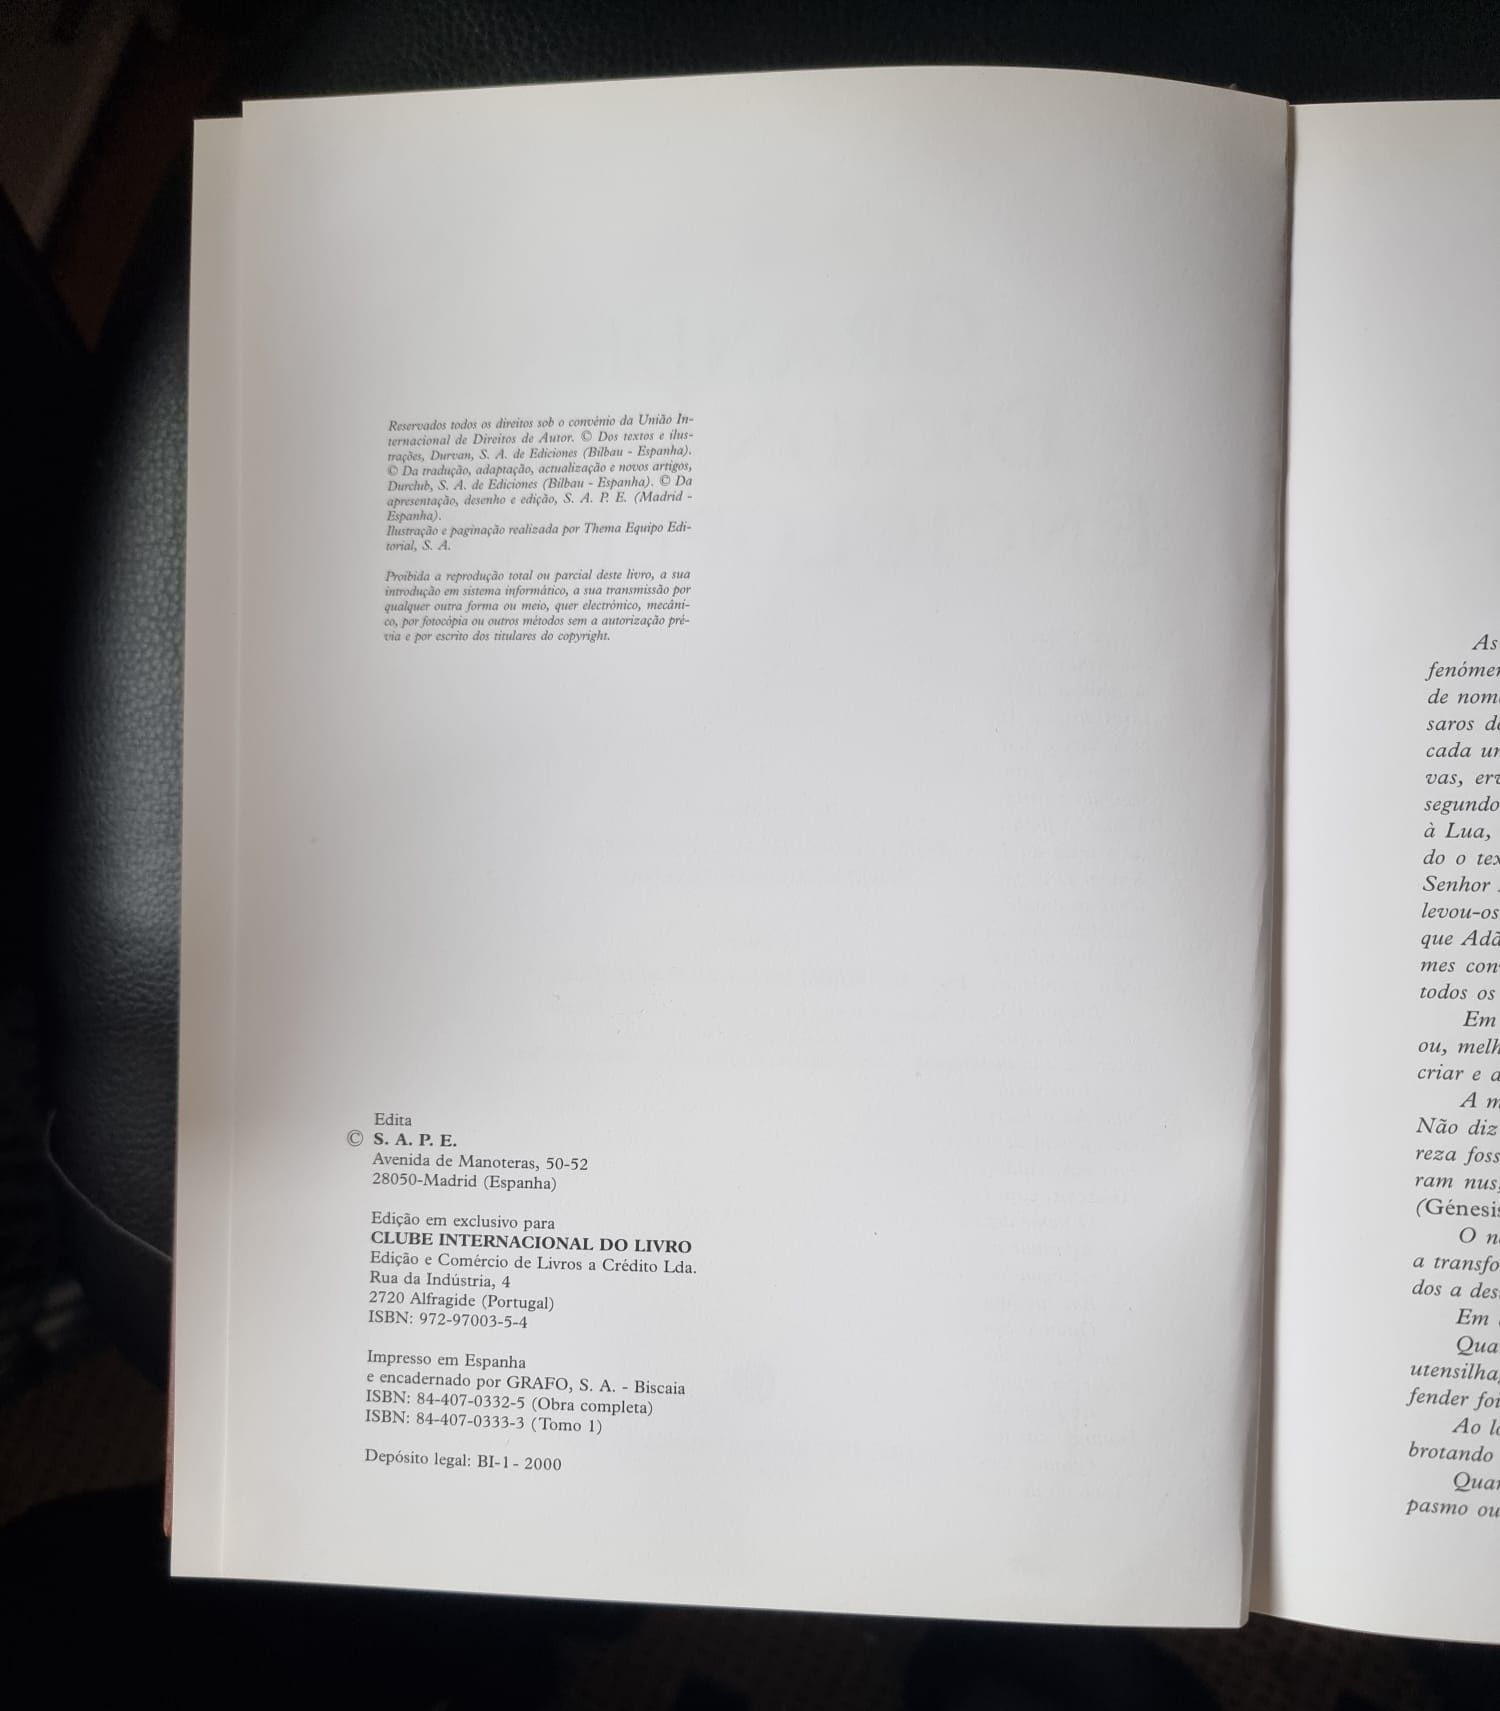 Reservados todos os direitos sob o convénio da União In-
ternacional de Direitos de Autor. © Dos textos e ilus-
trações, Durvan, S. A. de Ediciones (Bilbau - Espanha).
© Da tradução, adaptação, actualização e novos artigos,
Durclub, S. A. de Ediciones (Bilbau - Espanha). © Da
apresentação, desenho e edição, S. A. P. E. (Madrid -
Espanha).
Ilustração e paginação realizada por Thema Equipo Edi-
torial, S. A.
Proibida a reprodução total ou parcial deste livro, a sua
introdução em sistema informático, a sua transmissão por
qualquer outra forma ou meio, quer electrónico, mecâni-
co, por fotocópia ou outros métodos sem a autorização pré-
via e por escrito dos titulares do copyright.
Edita
© S. A. P. E.
Avenida de Manoteras, 50-52
28050-Madrid (Espanha)
Edição em exclusivo para
CLUBE INTERNACIONAL DO LIVRO
Edição e Comércio de Livros a Crédito Lda.
Rua da Indústria, 4
2720 Alfragide (Portugal)
ISBN: 972-97003-5-4
Impresso em Espanha
e encadernado por GRAFO, S. A. - Biscaia
ISBN: 84-407-0332-5 (Obra completa)
ISBN: 84-407-0333-3 (Tomo 1)
Depósito legal: BI-1 - 2000
As
fenómen
de nom
saros d
cada um
vas, erv
segundo
à Lua,
do o tex
Senhor
levou-os
que Adã
mes con
todos os
Em
ou, melh
criar e a
A m
Não diz
reza foss
ram nus,
(Génesis
O n
a transfo
dos a des
Em
Qua
utensilha
fender foi
Ao l
brotando
Quan
pasmo ou